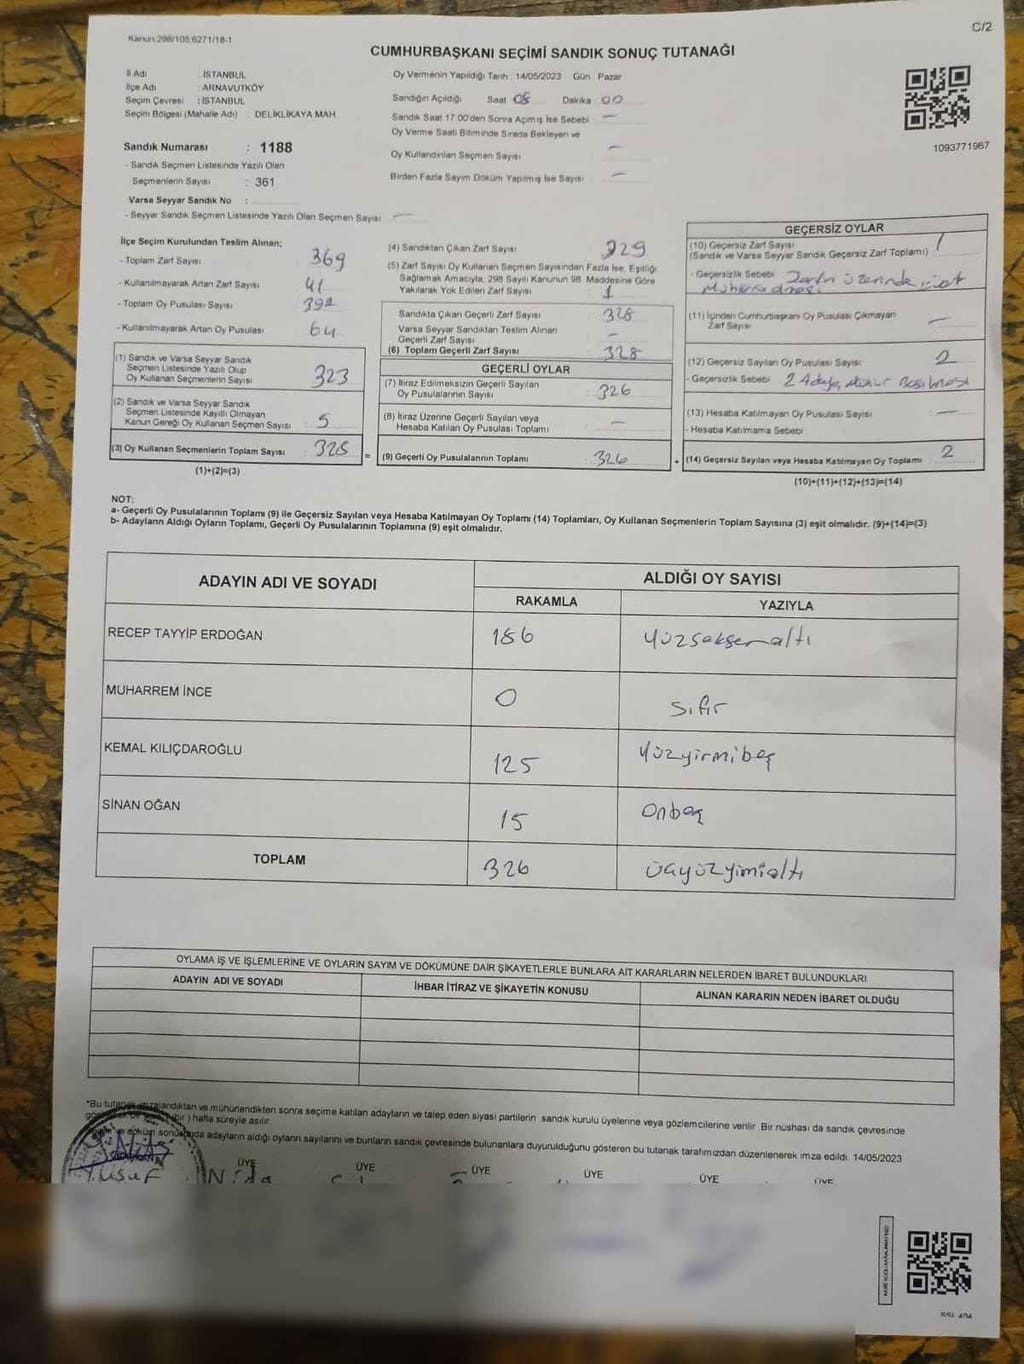 Kanun:298/105;6271/18-1
C/2
CUMHURBAŞKANI SEÇİMİ SANDIK SONUÇ TUTANAĞI
İl Adı : İSTANBUL
İlçe Adı : ARNAVUTKÖY
Seçim Çevresi : İSTANBUL
Seçim Bölgesi (Mahalle Adı) : DELİKLİKAYA MAH.
Oy Vermenin Yapıldığı Tarih : 14/05/2023 Gün : Pazar
Sandığın Açıldığı Saat 08 Dakika 00
Sandık Saat 17:00'den Sonra Açmış İse Sebebi : —
Oy Verme Saati Bitiminde Sırada Bekleyen ve
Oy Kullandırılan Seçmen Sayısı : —
Birden Fazla Sayım Döküm Yapılmış İse Sayısı : —
1093771967
Sandık Numarası : 1188
- Sandık Seçmen Listesinde Yazılı Olan
Seçmenlerin Sayısı : 361
Varsa Seyyar Sandık No :
- Seyyar Sandık Seçmen Listesinde Yazılı Olan Seçmen Sayısı : —
İlçe Seçim Kurulundan Teslim Alınan;
- Toplam Zarf Sayısı : 369
- Kullanılmayarak Artan Zarf Sayısı : 41
- Toplam Oy Pusulası Sayısı : 392
- Kullanılmayarak Artan Oy Pusulası : 64
(1) Sandık ve Varsa Seyyar Sandık
Seçmen Listesinde Yazılı Olup
Oy Kullanan Seçmenlerin Sayısı : 323
(2) Sandık ve Varsa Seyyar Sandık
Seçmen Listesinde Kayıtlı Olmayan
Kanun Gereği Oy Kullanan Seçmen Sayısı : 5
(3) Oy Kullanan Seçmenlerin Toplam Sayısı : 328
(1)+(2)=(3)
(4) Sandıktan Çıkan Zarf Sayısı : 329
(5) Zarf Sayısı Oy Kullanan Seçmen Sayısından Fazla İse, Eşitliği
Sağlamak Amacıyla, 298 Sayılı Kanunun 98. Maddesine Göre
Yakılarak Yok Edilen Zarf Sayısı : 1
Sandıkta Çıkan Geçerli Zarf Sayısı : 328
Varsa Seyyar Sandıktan Teslim Alınan
Geçerli Zarf Sayısı : —
(6) Toplam Geçerli Zarf Sayısı : 328
GEÇERLİ OYLAR
(7) İtiraz Edilmeksizin Geçerli Sayılan
Oy Pusulalarının Sayısı : 326
(8) İtiraz Üzerine Geçerli Sayılan veya
Hesaba Katılan Oy Pusulası Toplamı : —
= (9) Geçerli Oy Pusulalarının Toplamı : 326
GEÇERSİZ OYLAR
(10) Geçersiz Zarf Sayısı : 1
(Sandık ve Varsa Seyyar Sandık Geçersiz Zarf Toplamı)
- Geçersizlik Sebebi : Zarfın üzerinde
(11) İçinden Cumhurbaşkanı Oy Pusulası Çıkmayan
Zarf Sayısı : —
(12) Geçersiz Sayılan Oy Pusulası Sayısı : 2
- Geçersizlik Sebebi : 2 Adaya Mühür Basılması
(13) Hesaba Katılmayan Oy Pusulası Sayısı : —
- Hesaba Katılmama Sebebi :
+ (14) Geçersiz Sayılan veya Hesaba Katılmayan Oy Toplamı : 2
(10)+(11)+(12)+(13)=(14)
NOT:
a- Geçerli Oy Pusulalarının Toplamı (9) ile Geçersiz Sayılan veya Hesaba Katılmayan Oy Toplamı (14) Toplamları, Oy Kullanan Seçmenlerin Toplam Sayısına (3) eşit olmalıdır. (9)+(14)=(3)
b- Adayların Aldığı Oyların Toplamı, Geçerli Oy Pusulalarının Toplamına (9) eşit olmalıdır.
ADAYIN ADI VE SOYADI ALDIĞI OY SAYISI
RAKAMLA YAZIYLA
RECEP TAYYİP ERDOĞAN 186 yüzsekşenaltı
MUHARREM İNCE 0 sıfır
KEMAL KILIÇDAROĞLU 125 yüzyirmibeş
SİNAN OĞAN 15 onbeş
TOPLAM 326 üçyüzyimialtı
OYLAMA İŞ VE İŞLEMLERİNE VE OYLARIN SAYIM VE DÖKÜMÜNE DAİR ŞİKAYETLERLE BUNLARA AİT KARARLARIN NELERDEN İBARET BULUNDUKLARI
ADAYIN ADI VE SOYADI İHBAR İTİRAZ VE ŞİKAYETİN KONUSU ALINAN KARARIN NEDEN İBARET OLDUĞU
*Bu tutanak imzalandıktan ve mühürlendikten sonra seçime katılan adayların ve talep eden siyasi partilerin sandık kurulu üyelerine veya gözlemcilerine verilir. Bir nüshası da sandık çevresinde
(bir) hafta süreyle asılır.
ve döküm sonucunda adayların aldığı oyların sayılarını ve bunların sandık çevresinde bulunanlara duyurulduğunu gösteren bu tutanak tarafımızdan düzenlenerek imza edildi. 14/05/2023
ÜYE ÜYE ÜYE ÜYE ÜYE ÜYE
Yusuf Nida